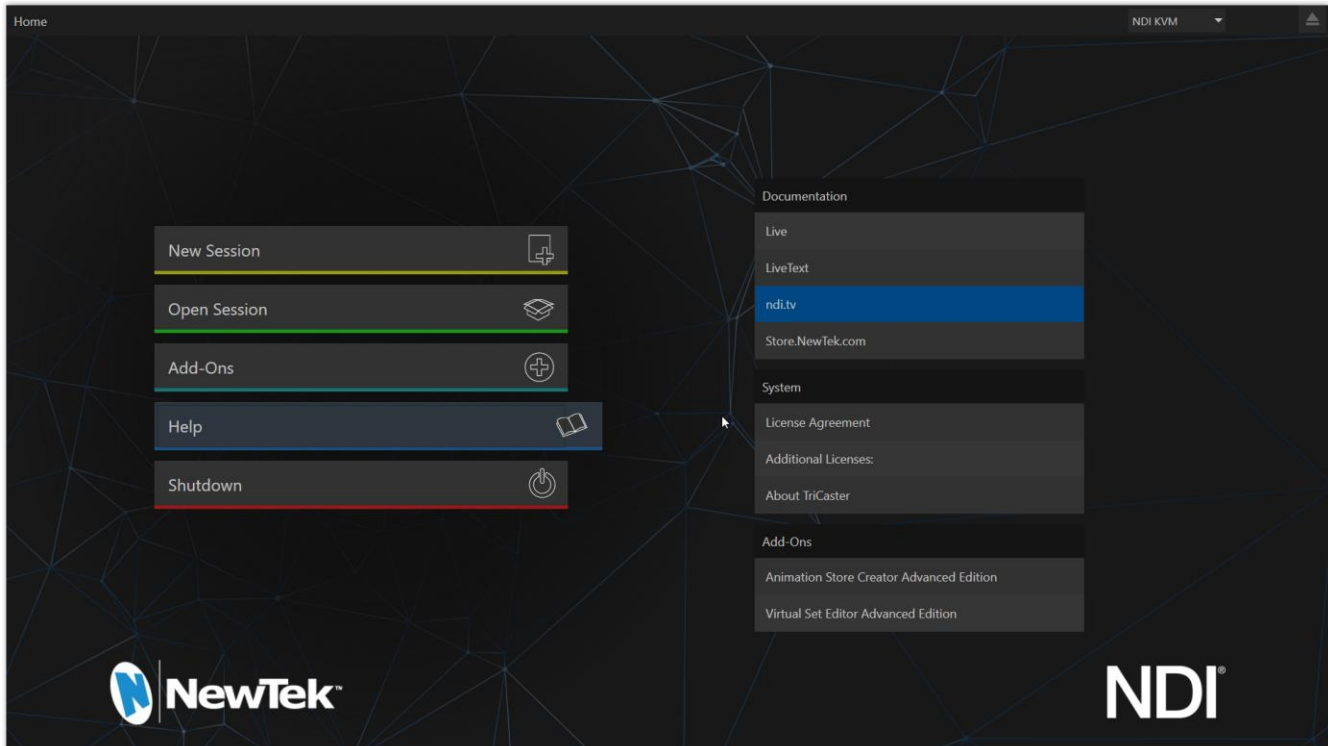 Home
NDI KVM
New Session
Open Session
Add-Ons
Help
Shutdown
Documentation
Live
LiveText
ndi.tv
Store.NewTek.com
System
License Agreement
Additional Licenses:
About TriCaster
Add-Ons
Animation Store Creator Advanced Edition
Virtual Set Editor Advanced Edition
N NewTek™
NDI®